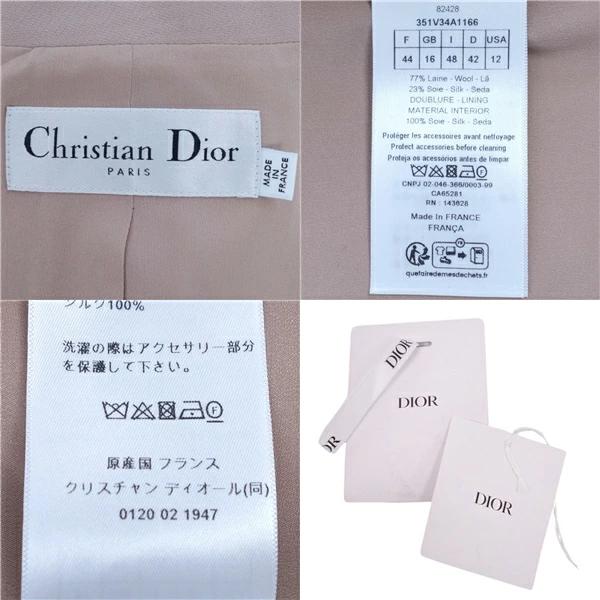 Christian Dior
PARIS
MADE IN
FRANCE
82428
351V34A1166
F GB I D USA
44 16 48 42 12
77% Laine - Wool - Lã
23% Soie - Silk - Seda
DOUBLURE - LINING
MATERIAL INTERIOR
100% Soie - Silk - Seda
Protéger les accessoires avant nettoyage
Protect accessories before cleaning
Proteja os acessórios antes de limpar
CNPJ 02-046-366/0003-99
CA65281
RN : 143628
Made In FRANCE
FRANÇA
FR
quefairedemesdechets.fr
シルク100%
洗濯の際はアクセサリー部分
を保護して下さい。
原産国 フランス
クリスチャン ディオール(同)
0120 02 1947
DIOR
DIOR
DIOR